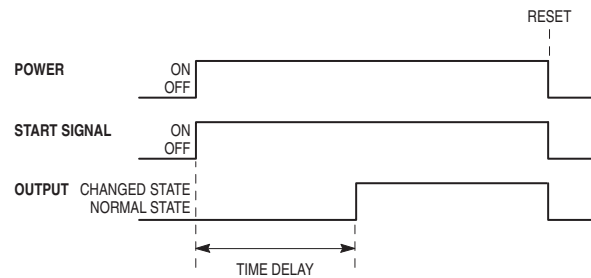 RESET
POWER ON
OFF
START SIGNAL ON
OFF
OUTPUT CHANGED STATE
NORMAL STATE
TIME DELAY